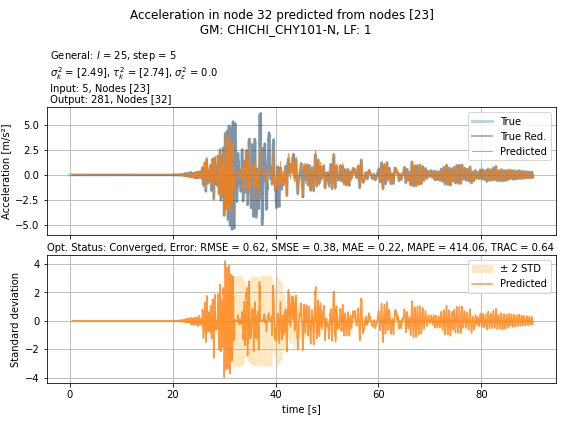 Acceleration in node 32 predicted from nodes [23]
GM: CHICHI_CHY101-N, LF: 1
General: l = 25, step = 5
σ²ₖ = [2.49], τ²ₖ = [2.74], σ²ε = 0.0
Input: 5, Nodes [23]
Output: 281, Nodes [32]
Acceleration [m/s²]
5.0
2.5
0.0
−2.5
−5.0
True
True Red.
Predicted
Opt. Status: Converged, Error: RMSE = 0.62, SMSE = 0.38, MAE = 0.22, MAPE = 414.06, TRAC = 0.64
Standard deviation
4
2
0
−2
−4
± 2 STD
Predicted
0 20 40 60 80
time [s]